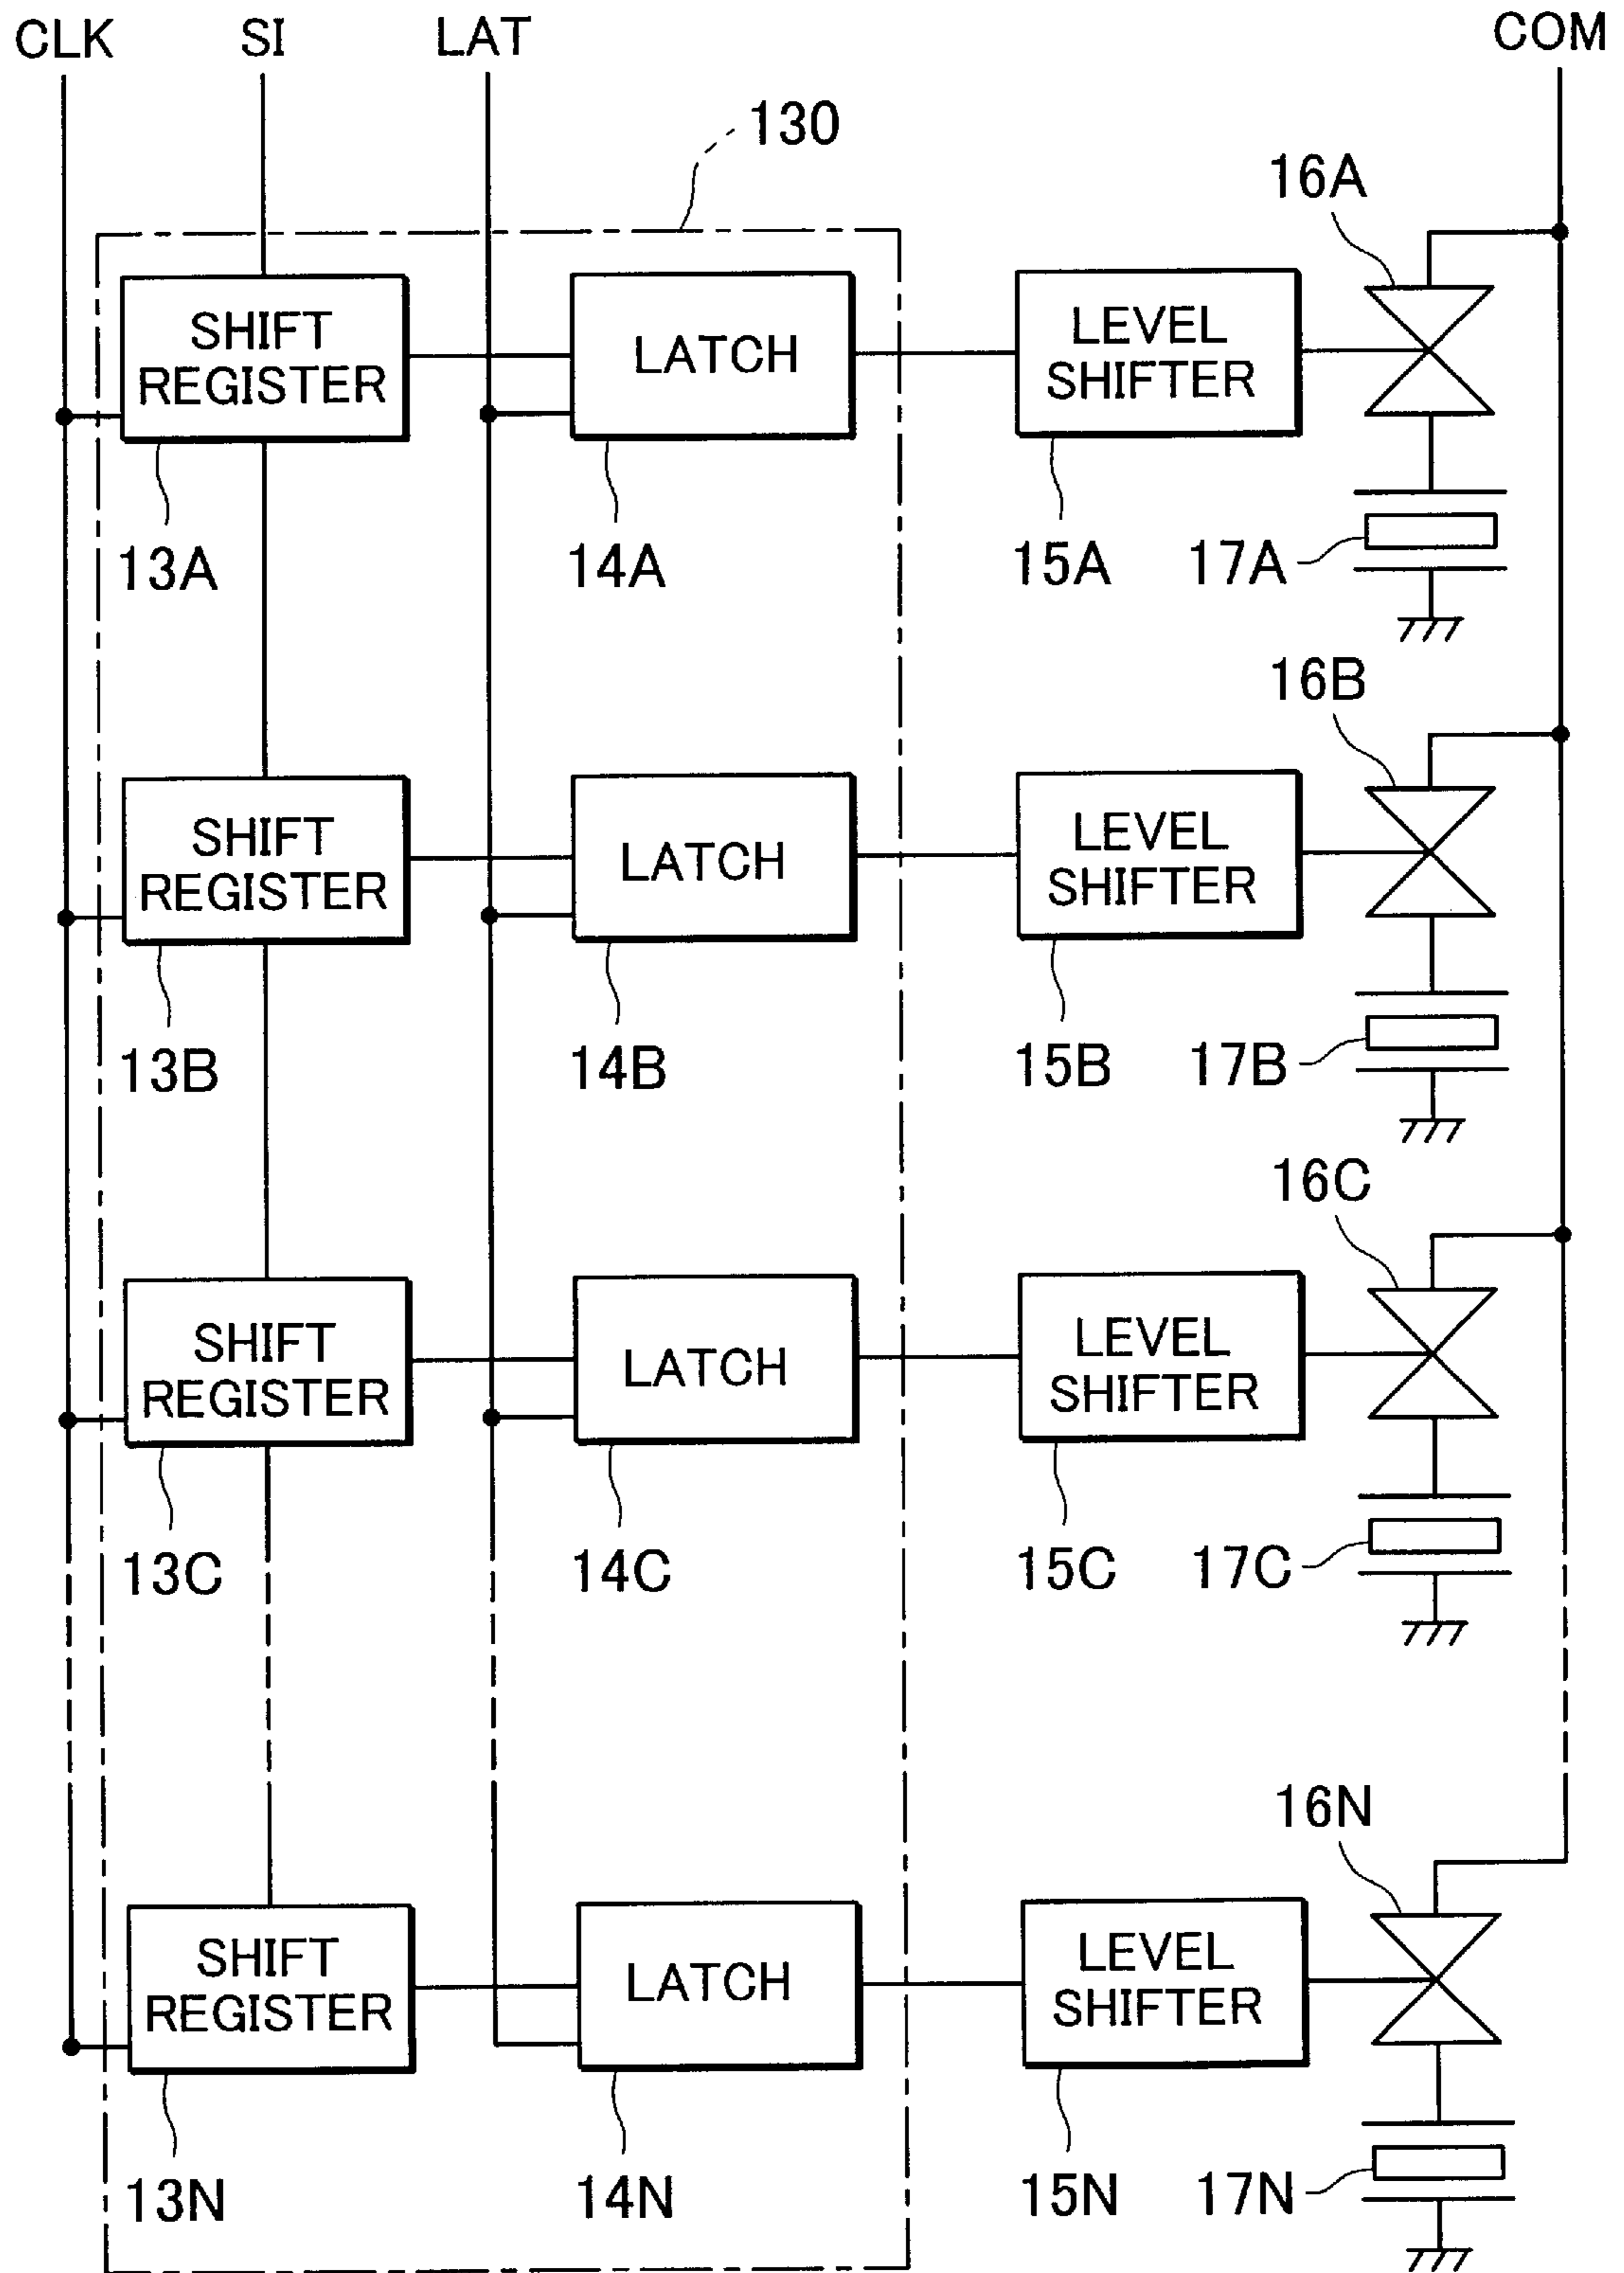 CLK
SI
LAT
COM
130
16A
SHIFT
REGISTER
LATCH
LEVEL
SHIFTER
13A
14A
15A
17A
16B
SHIFT
REGISTER
LATCH
LEVEL
SHIFTER
13B
14B
15B
17B
16C
SHIFT
REGISTER
LATCH
LEVEL
SHIFTER
13C
14C
15C
17C
16N
SHIFT
REGISTER
LATCH
LEVEL
SHIFTER
13N
14N
15N
17N